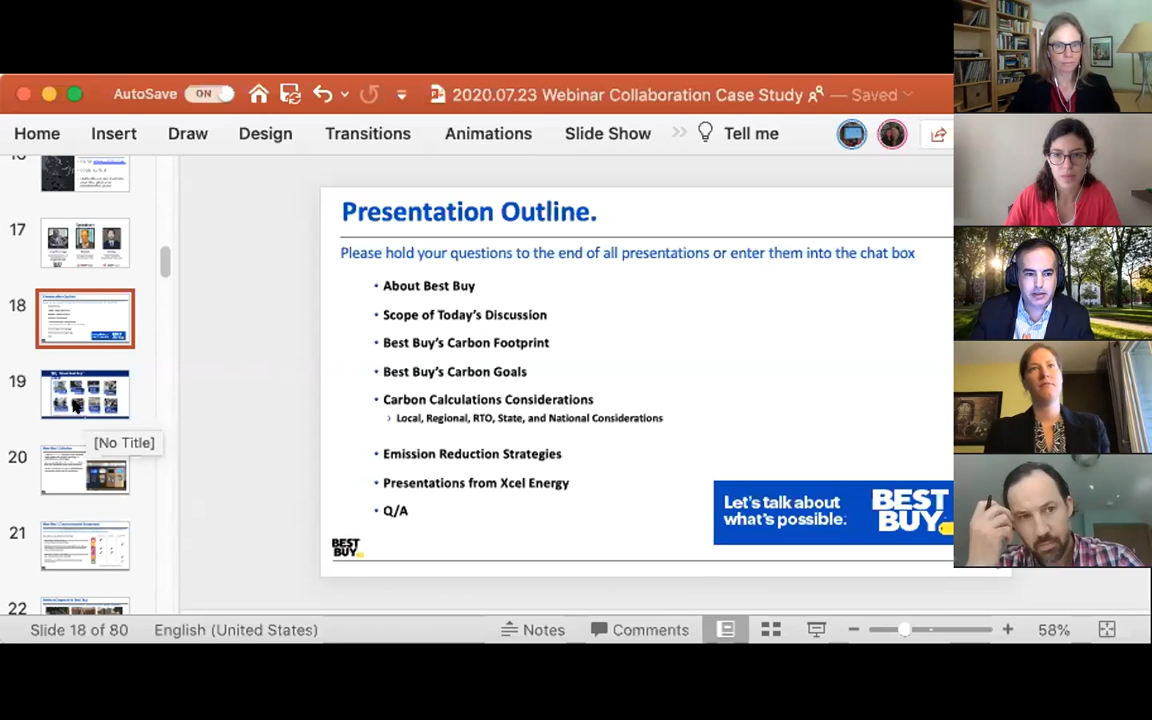 AutoSave ON 2020.07.23 Webinar Collaboration Case Study — Saved
Home Insert Draw Design Transitions Animations Slide Show Tell me
17
18
19
[No Title]
20
21
22
Presentation Outline.
Please hold your questions to the end of all presentations or enter them into the chat box
• About Best Buy
• Scope of Today's Discussion
• Best Buy's Carbon Footprint
• Best Buy's Carbon Goals
• Carbon Calculations Considerations
› Local, Regional, RTO, State, and National Considerations
• Emission Reduction Strategies
• Presentations from Xcel Energy
• Q/A
Let's talk about
what's possible.
BEST
BUY
BEST
BUY
Slide 18 of 80 English (United States) Notes Comments 58%